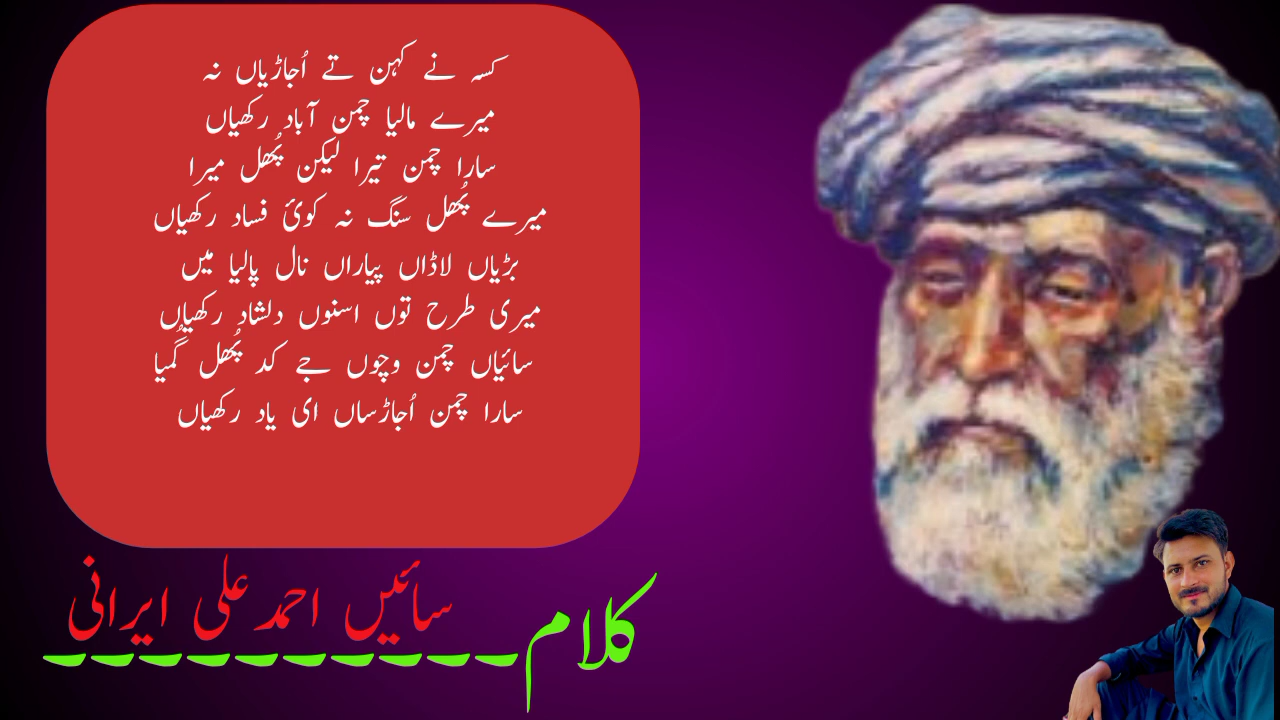 کسہ نے کہن تے اُجاڑیاں نہ
میرے مالیا چمن آباد رکھیاں
سارا چمن تیرا لیکن پُھل میرا
میرے پُھل سنگ نہ کوئ فساد رکھیاں
بڑیاں لاڈاں پیاراں نال پالیا میں
میری طرح توں اسنوں دلشاد رکھیاں
سائیاں چمن وچوں جے کد پُھل گُمیا
سارا چمن اُجاڑساں ای یاد رکھیاں
کلام۔۔۔۔۔۔۔۔۔۔سائیں احمد علی ایرانی